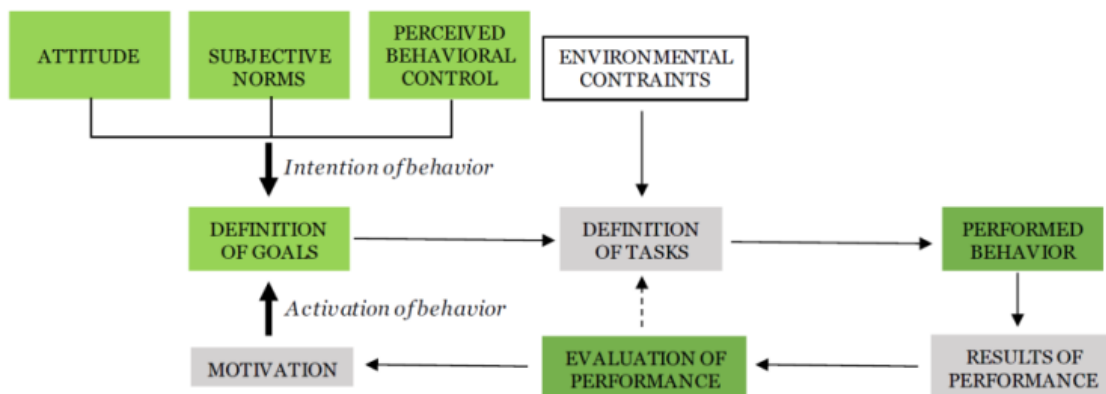 ATTITUDE
SUBJECTIVE
NORMS
PERCEIVED
BEHAVIORAL
CONTROL
ENVIRONMENTAL
CONTRAINTS
Intention of behavior
DEFINITION
OF GOALS
DEFINITION
OF TASKS
PERFORMED
BEHAVIOR
Activation of behavior
MOTIVATION
EVALUATION OF
PERFORMANCE
RESULTS OF
PERFORMANCE